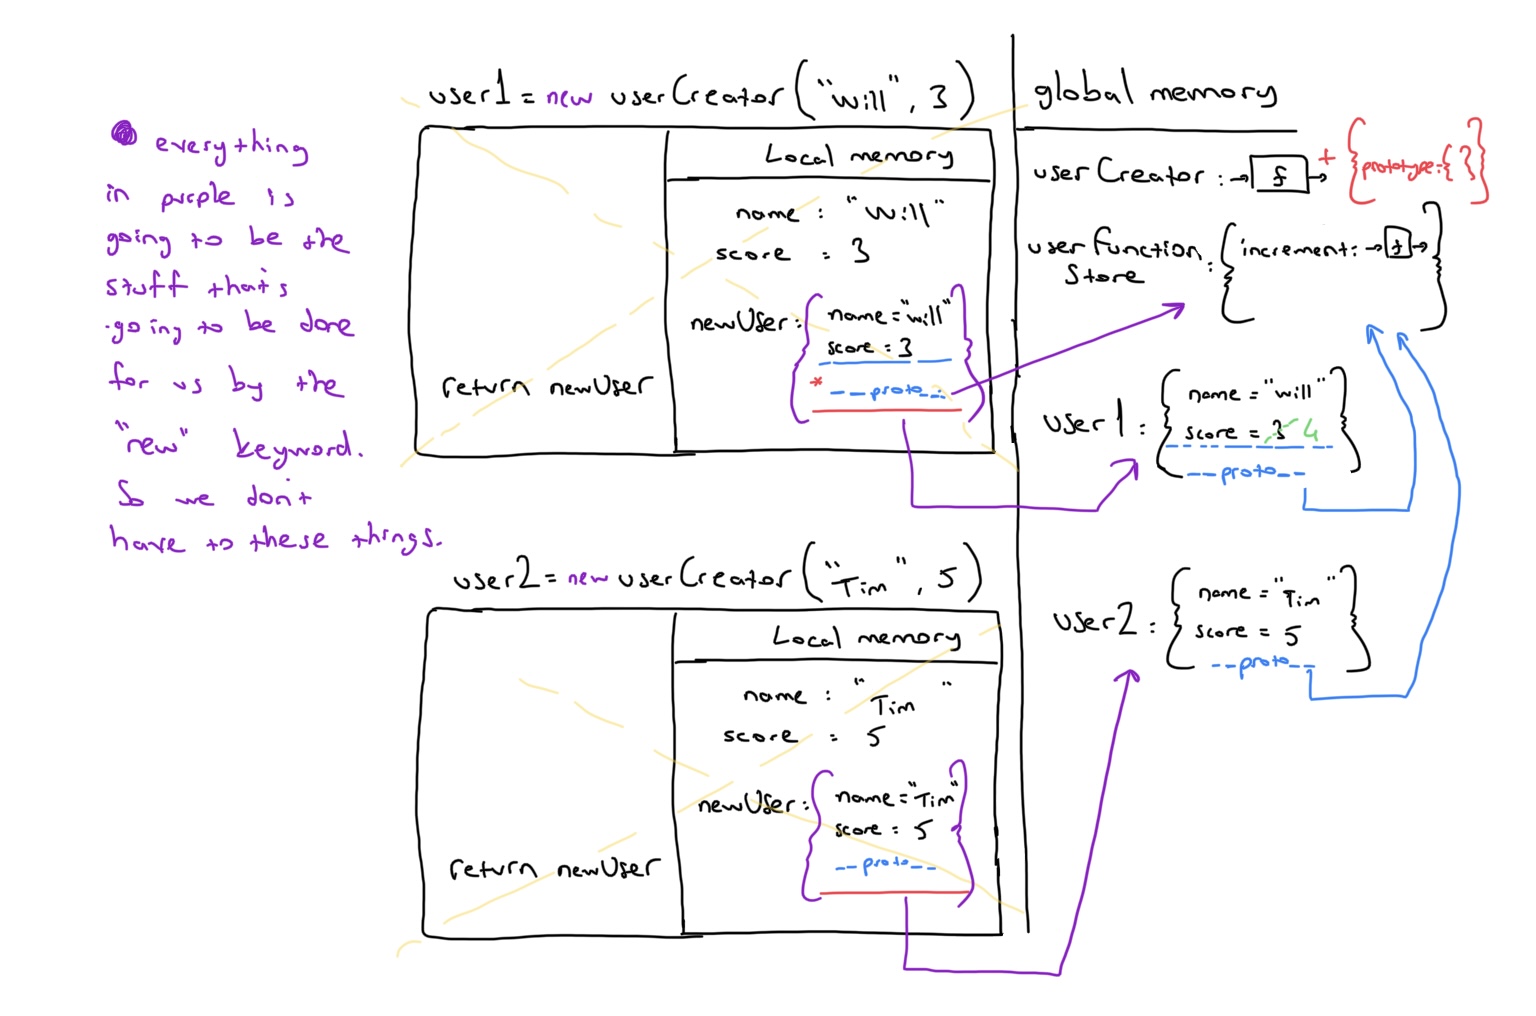 everything
in purple is
going to be the
stuff that's
going to be done
for us by the
"new" keyword.
So we don't
have to these things.
user1 = new userCreator("Will", 3)
Local memory
name : "Will"
score : 3
newUser : { name = "will"
score : 3
* __proto__ : }
return newUser
user2 = new userCreator("Tim", 5)
Local memory
name : "Tim"
score : 5
newUser : { name = "Tim"
score : 5
__proto__ }
return newUser
global memory
userCreator : → f → + { prototype : { } }
userFunction : { increment : → f → }
Store
user1 : { name = "will"
score = 3 4
__proto__ }
user2 : { name = "Tim"
score = 5
__proto__ }